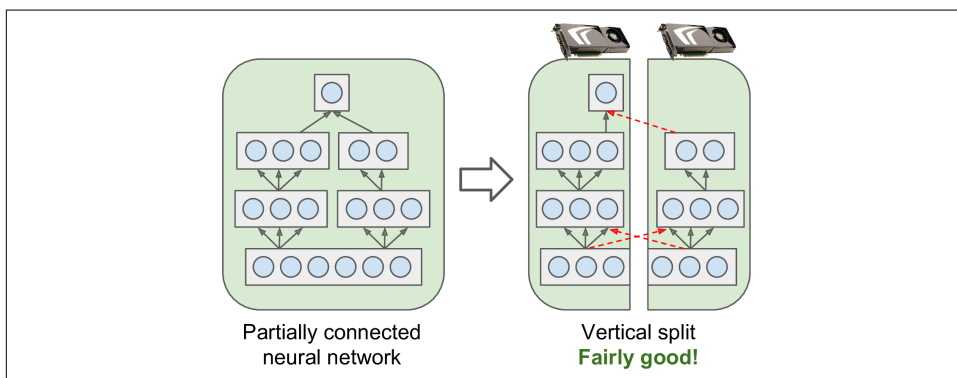 Partially connected
neural network
Vertical split
Fairly good!